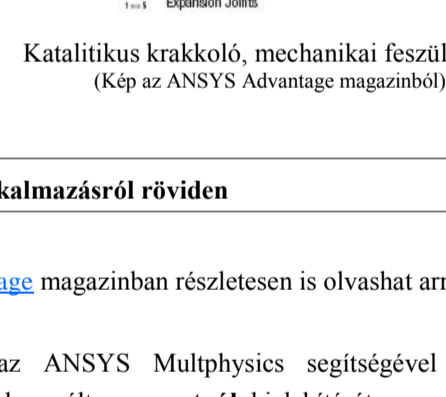 Expansion Joints
Katalitikus krakkoló, mechanikai feszül
(Kép az ANSYS Advantage magazinból)
kalmazásról röviden
age magazinban részletesen is olvashat arr
az ANSYS Multphysics segítségével